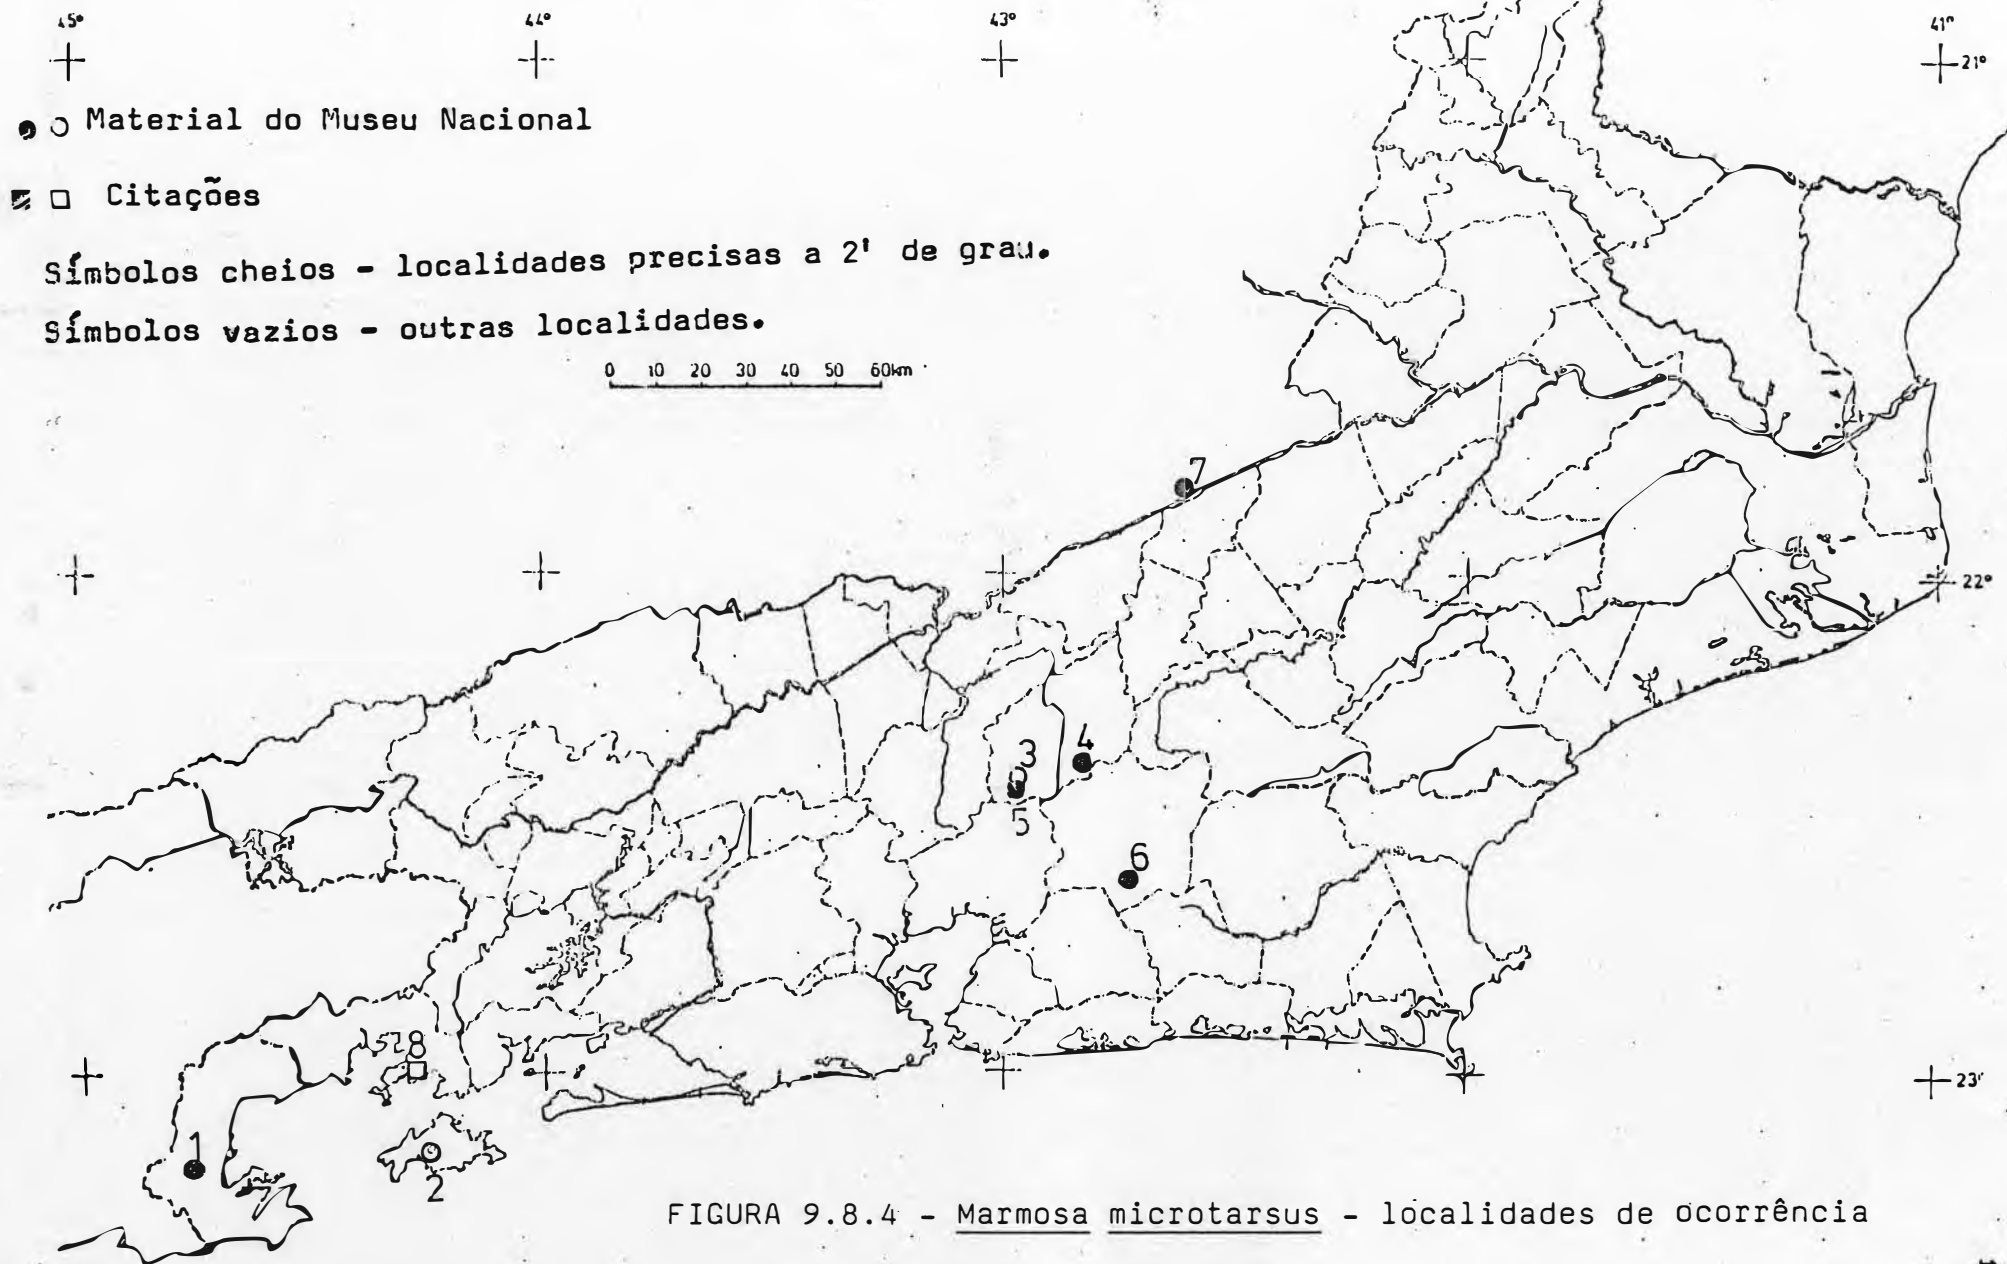 45° 44° 43° 41°
21°
Material do Museu Nacional
Citações
Símbolos cheios - localidades precisas a 2' de grau.
Símbolos vazios - outras localidades.
0 10 20 30 40 50 60km
7
22°
3 4
5
6
8
23°
1
2
FIGURA 9.8.4 - Marmosa microtarsus - localidades de ocorrência